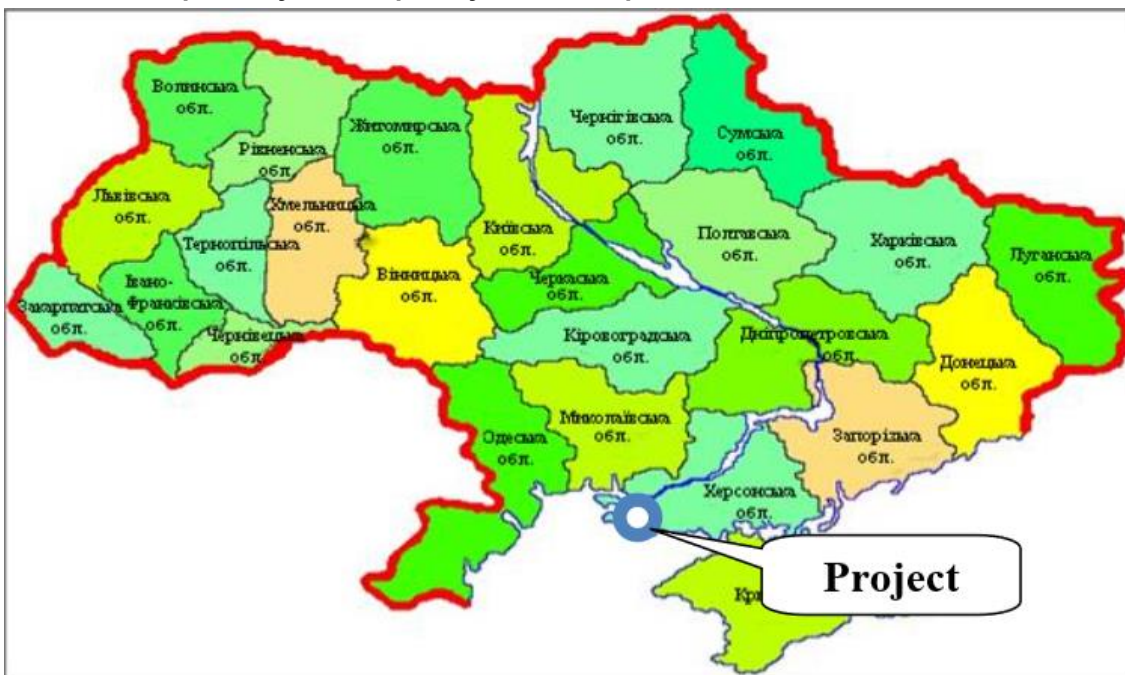 Волинська
обл.
Рівненська
обл.
Житомирська
обл.
Чернігівська
обл.
Сумська
обл.
Львівська
обл.
Тернопільська
обл.
Хмельницька
обл.
Київська
обл.
Полтавська
обл.
Харківська
обл.
Луганська
обл.
Закарпатська
обл.
Івано-
Франківська
обл.
Чернівецька
обл.
Вінницька
обл.
Черкаська
обл.
Кіровоградська
обл.
Дніпропетровська
обл.
Донецька
обл.
Одеська
обл.
Миколаївська
обл.
Херсонська
обл.
Запорізька
обл.
Project